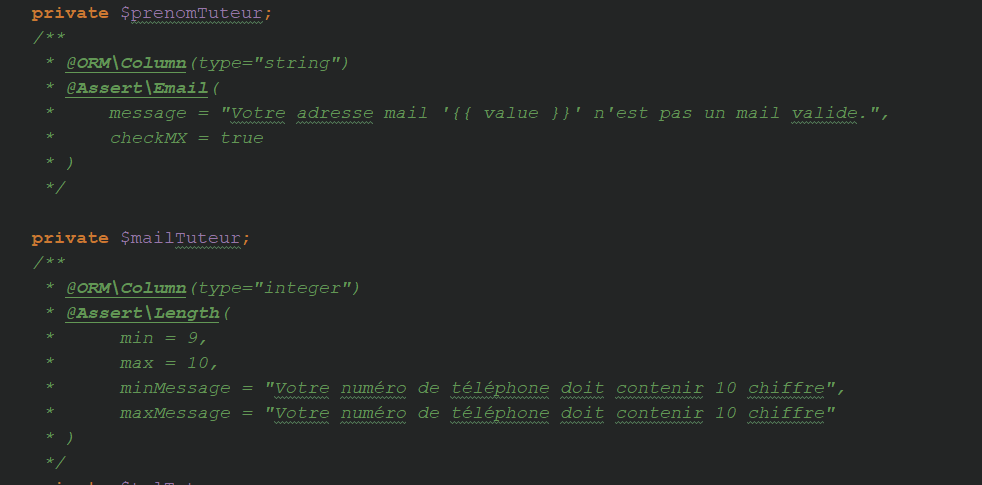 private $prenomTuteur;
/**
 * @ORM\Column(type="string")
 * @Assert\Email(
 *     message = "Votre adresse mail '{{ value }}' n'est pas un mail valide.",
 *     checkMX = true
 * )
 */
private $mailTuteur;
/**
 * @ORM\Column(type="integer")
 * @Assert\Length(
 *      min = 9,
 *      max = 10,
 *      minMessage = "Votre numéro de téléphone doit contenir 10 chiffre",
 *      maxMessage = "Votre numéro de téléphone doit contenir 10 chiffre"
 * )
 */